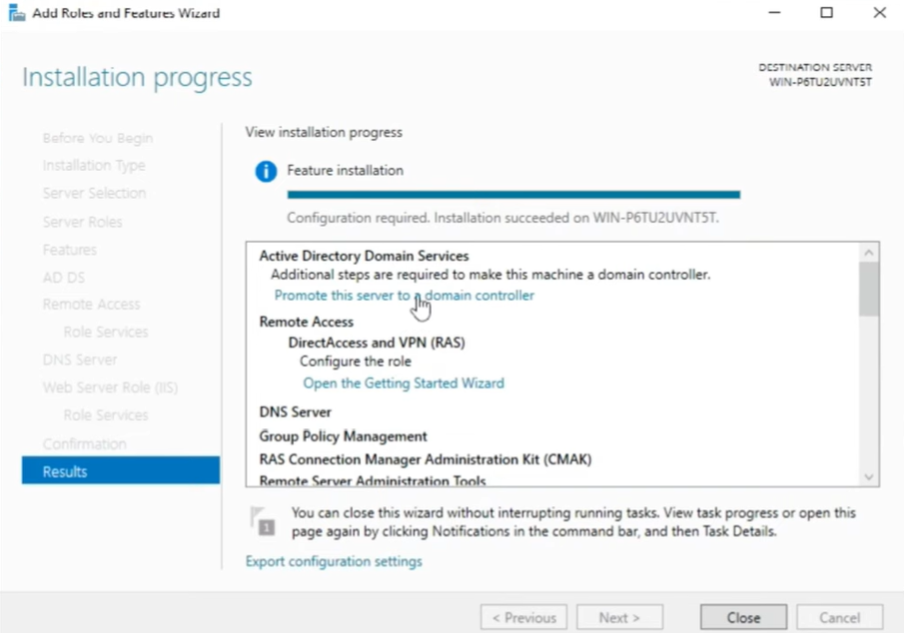 Add Roles and Features Wizard
Installation progress
DESTINATION SERVER
WIN-P6TU2UVNT5T
Before You Begin
Installation Type
Server Selection
Server Roles
Features
AD DS
Remote Access
Role Services
DNS Server
Web Server Role (IIS)
Role Services
Confirmation
Results
View installation progress
Feature installation
Configuration required. Installation succeeded on WIN-P6TU2UVNT5T.
Active Directory Domain Services
Additional steps are required to make this machine a domain controller.
Promote this server to a domain controller
Remote Access
DirectAccess and VPN (RAS)
Configure the role
Open the Getting Started Wizard
DNS Server
Group Policy Management
RAS Connection Manager Administration Kit (CMAK)
Remote Server Administration Tools
1
You can close this wizard without interrupting running tasks. View task progress or open this
page again by clicking Notifications in the command bar, and then Task Details.
Export configuration settings
< Previous
Next >
Close
Cancel